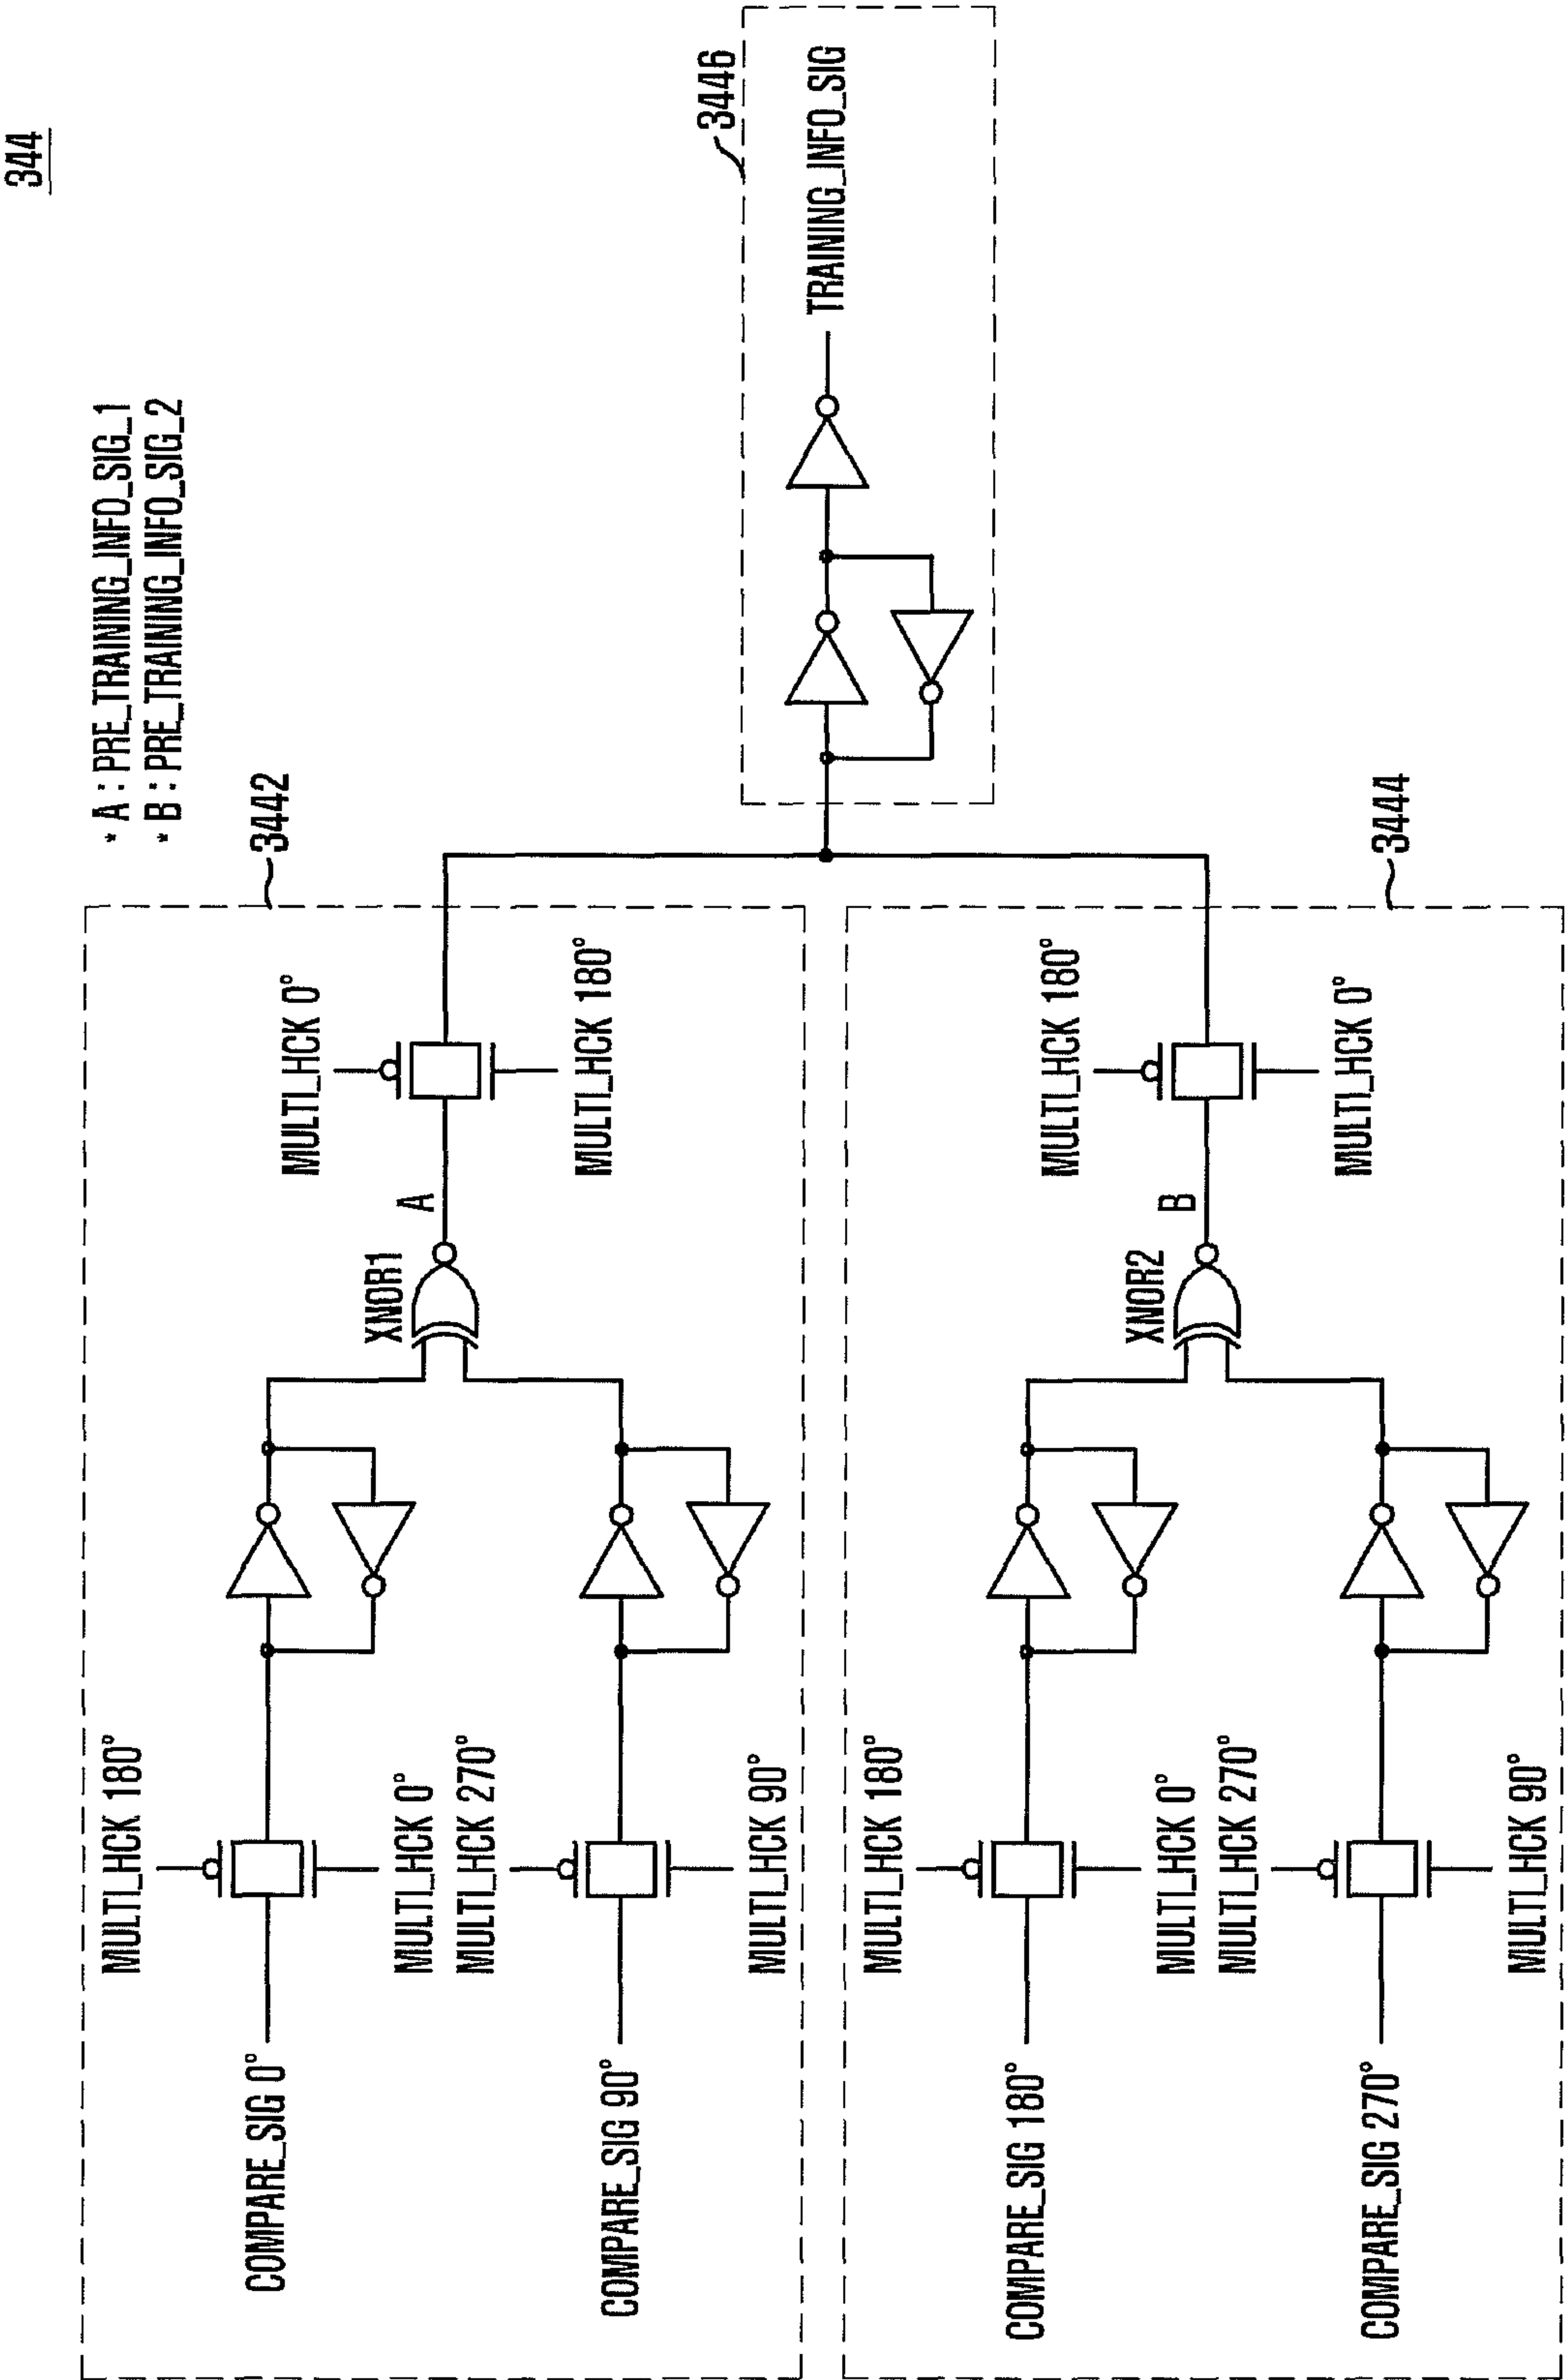 344
* A : PRE_TRAINING_INFO_SIG_1
* B : PRE_TRAINING_INFO_SIG_2
3442
MULTI_HCK 180°
COMPARE_SIG 0°
MULTI_HCK 0°
XNOR1
A
MULTI_HCK 0°
MULTI_HCK 180°
MULTI_HCK 270°
COMPARE_SIG 90°
MULTI_HCK 90°
3446
TRAINING_INFO_SIG
3444
MULTI_HCK 180°
COMPARE_SIG 180°
MULTI_HCK 0°
XNOR2
B
MULTI_HCK 180°
MULTI_HCK 0°
MULTI_HCK 270°
COMPARE_SIG 270°
MULTI_HCK 90°